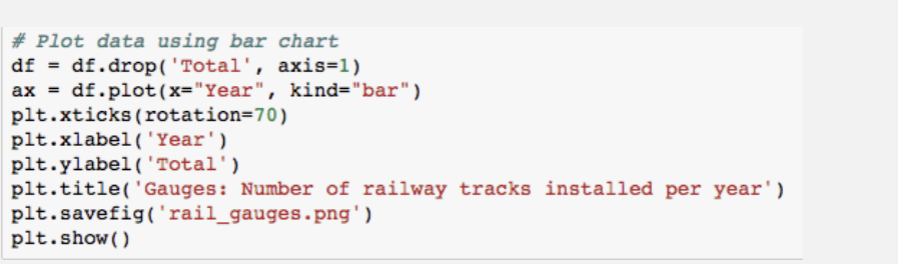 # Plot data using bar chart
df = df.drop('Total', axis=1)
ax = df.plot(x="Year", kind="bar")
plt.xticks(rotation=70)
plt.xlabel('Year')
plt.ylabel('Total')
plt.title('Gauges: Number of railway tracks installed per year')
plt.savefig('rail_gauges.png')
plt.show()